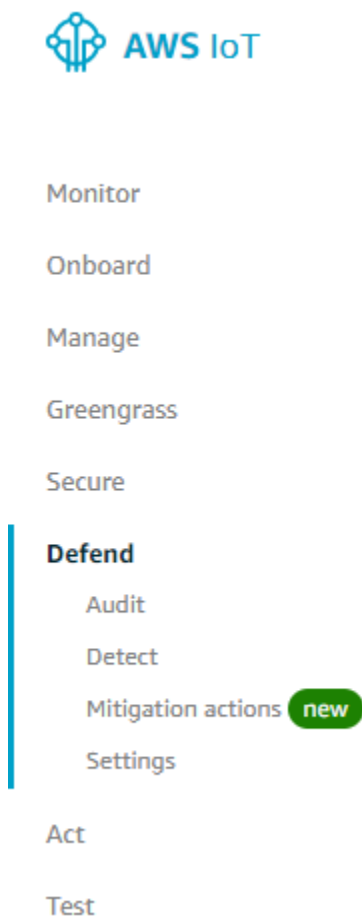 AWS IoT
Monitor
Onboard
Manage
Greengrass
Secure
Defend
Audit
Detect
Mitigation actions new
Settings
Act
Test